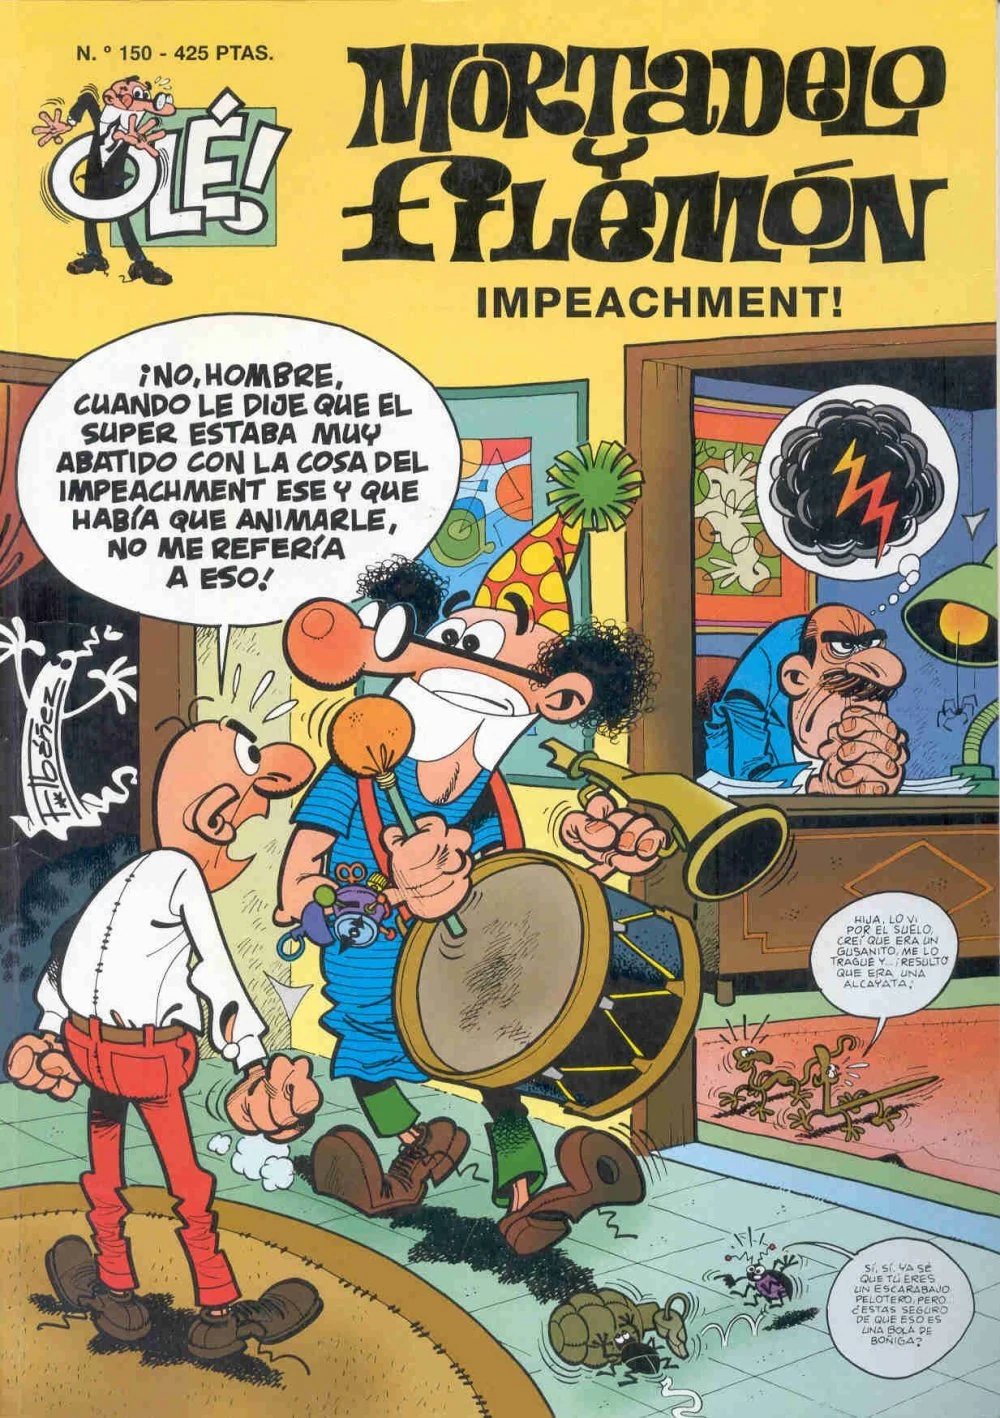 N.º 150 - 425 PTAS.
OLÉ!
MORTADELO
Y
FILEMÓN
IMPEACHMENT!
¡NO, HOMBRE,
CUANDO LE DIJE QUE EL
SUPER ESTABA MUY
ABATIDO CON LA COSA DEL
IMPEACHMENT ESE Y QUE
HABÍA QUE ANIMARLE,
NO ME REFERÍA
A ESO!
F. Ibáñez
HIJA, LO VI
POR EL SUELO,
CREÍ QUE ERA UN
GUSANITO, ME LO
TRAGUÉ Y... ¡RESULTÓ
QUE ERA UNA
ALCAYATA!
SÍ, SÍ, YA SÉ
QUE TÚ ERES
UN ESCARABAJO
PELOTERO, PERO
¿ESTÁS SEGURO
DE QUE ESO ES
UNA BOLA DE
BOÑIGA?